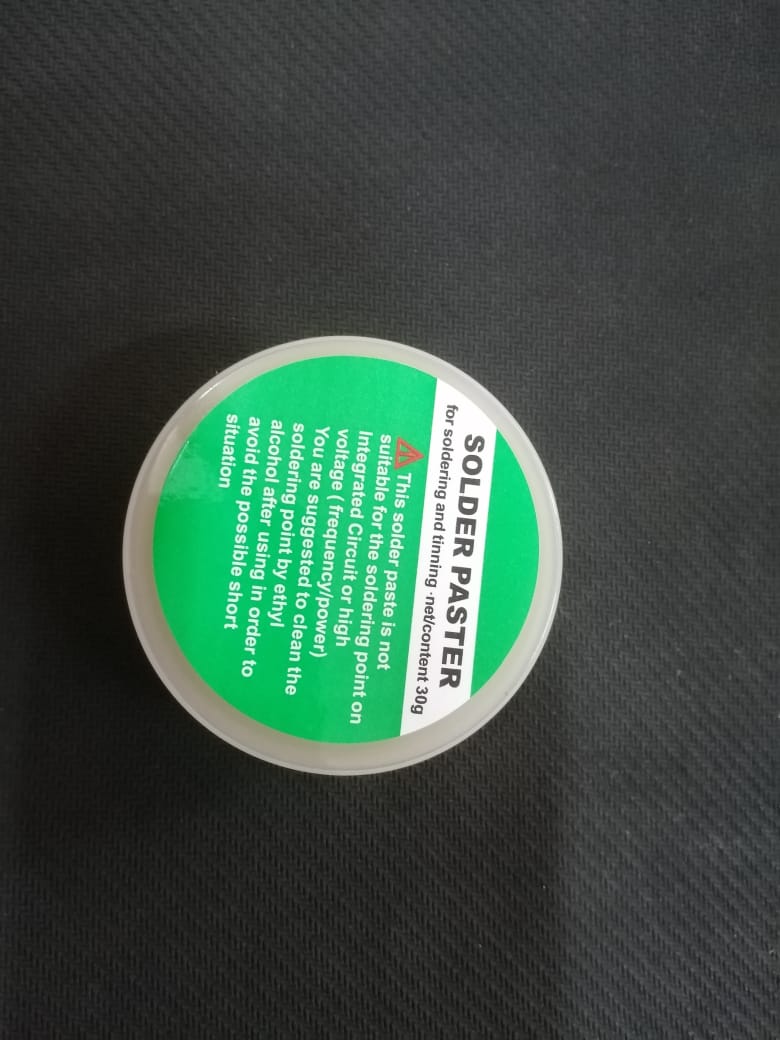 SOLDER PASTER
for soldering and tinning ·net/content 30g
This solder paste is not
suitable for the soldering point on
Integrated Circuit or high
voltage ( frequency/power)
You are suggested to clean the
soldering point by ethyl
alcohol after using in order to
avoid the possible short
situation